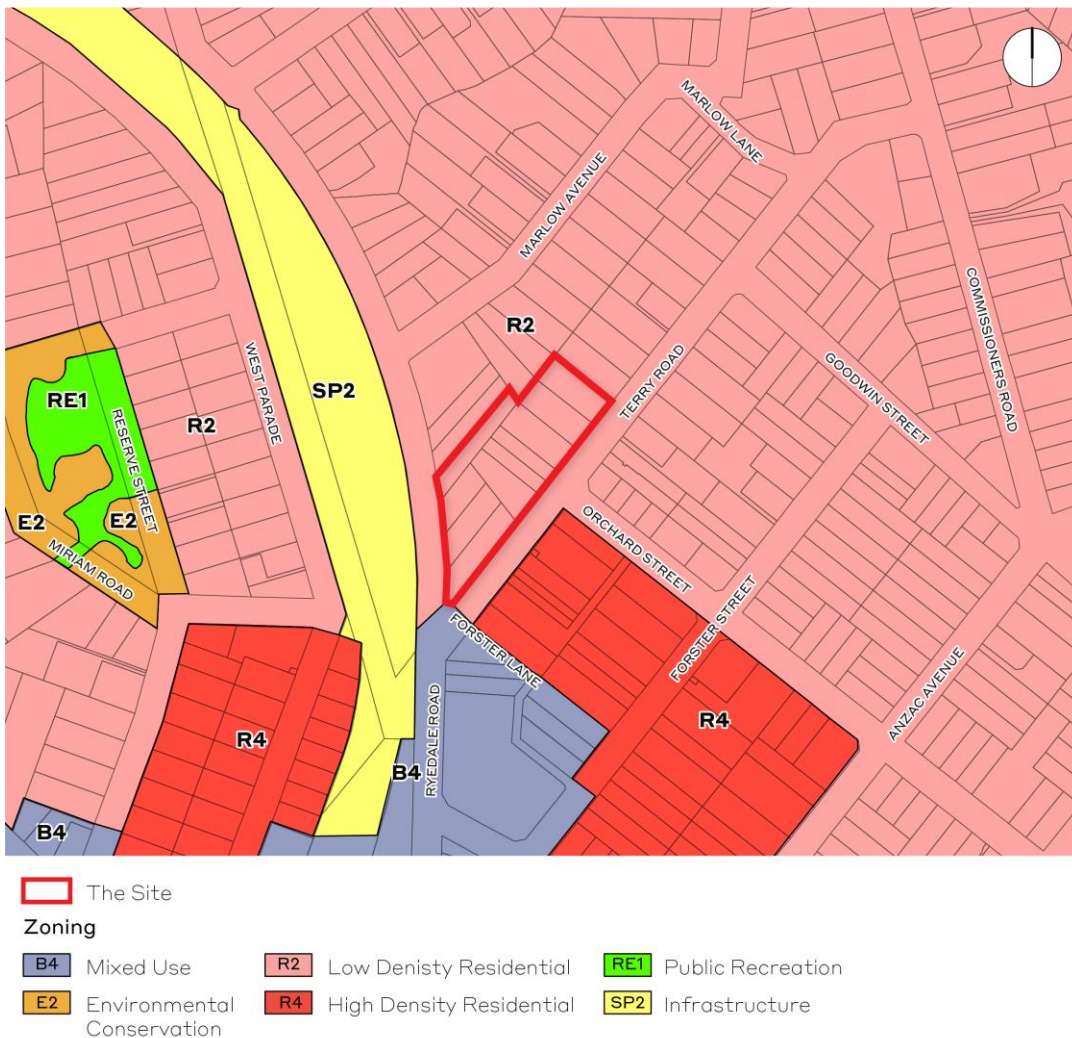 MARLOW LANE
MARLOW AVENUE
COMMISSIONERS ROAD
R2
SP2
WEST PARADE
TERRY ROAD
GOODWIN STREET
RE1
RESERVE STREET
R2
E2
E2
MIRIAM ROAD
ORCHARD STREET
FORSTER STREET
FORSTER LANE
ANZAC AVENUE
RYEDALE ROAD
R4
R4
B4
B4
The Site
Zoning
B4 Mixed Use
R2 Low Denisty Residential
RE1 Public Recreation
E2 Environmental
Conservation
R4 High Density Residential
SP2 Infrastructure